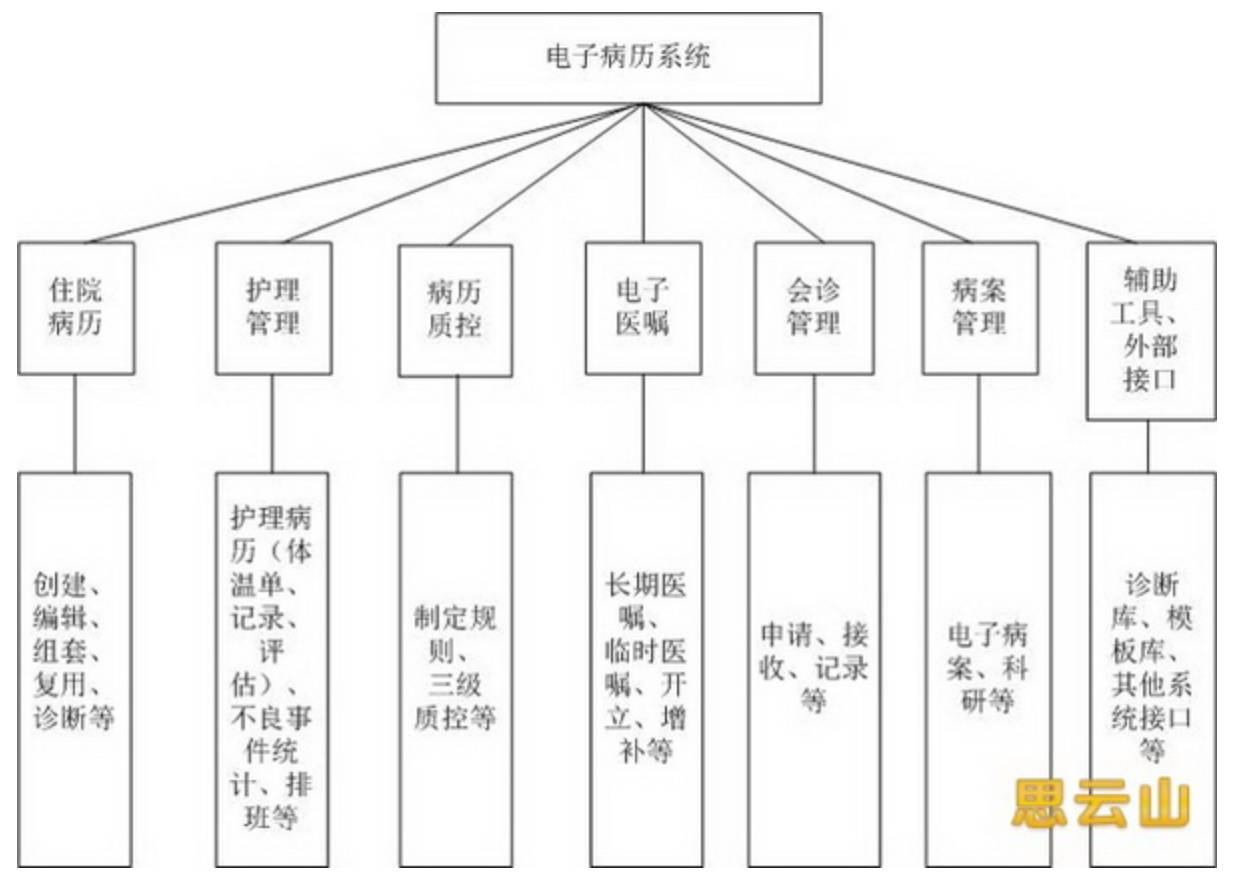 电子病历系统
住院
病历
护理
管理
病历
质控
电子
医嘱
会诊
管理
病案
管理
辅助
工具、
外部
接口
创建、
编辑、
组套、
复用、
诊断等
护理病
历（体
温单、
记录、
评
估）、
不良事
件统
计、排
班等
制定规
则、
三级
质控等
长期医
嘱、
临时医
嘱、开
立、增
补等
申请、接
收、记录
等
电子病
案、科
研等
诊断
库、模
板库、
其他系
统接口
等
思云山